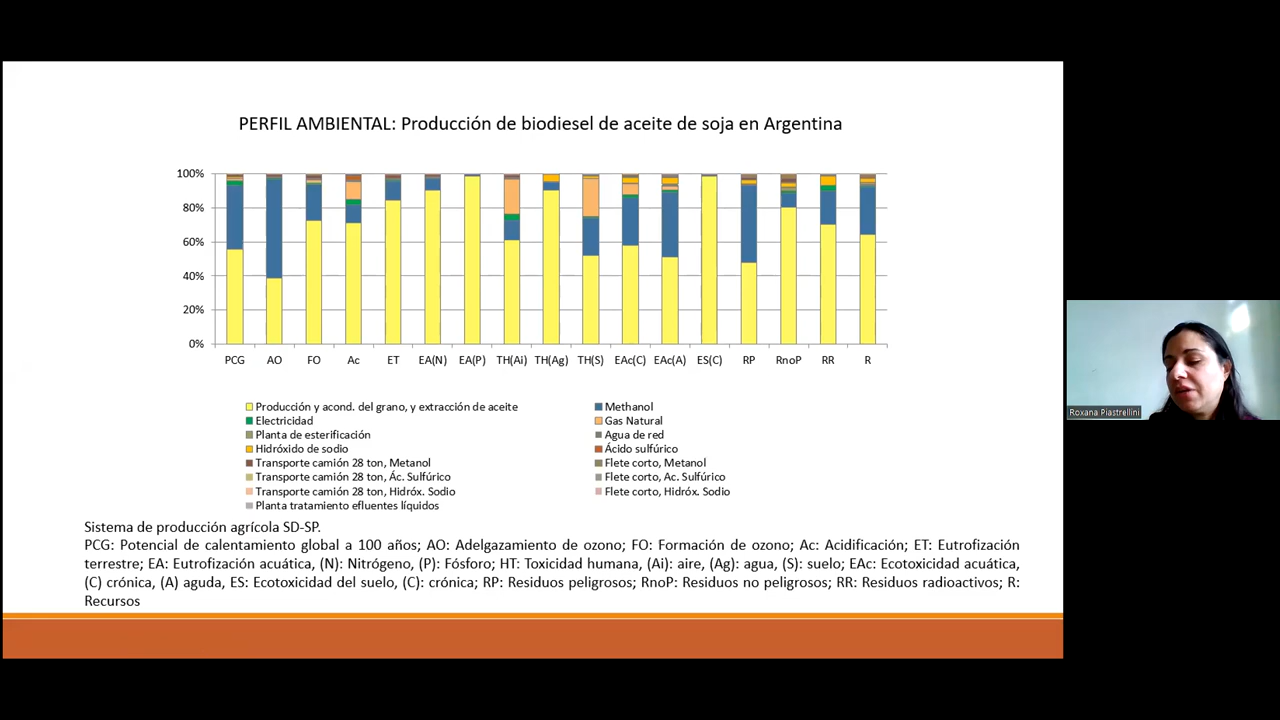 PERFIL AMBIENTAL: Producción de biodiesel de aceite de soja en Argentina
100%
80%
60%
40%
20%
0%
PCG AO FO Ac ET EA(N) EA(P) TH(Ai) TH(Ag) TH(S) EAc(C) EAc(A) ES(C) RP RnoP RR R
Producción y acond. del grano, y extracción de aceite
Methanol
Electricidad
Gas Natural
Planta de esterificación
Agua de red
Hidróxido de sodio
Ácido sulfúrico
Transporte camión 28 ton, Metanol
Flete corto, Metanol
Transporte camión 28 ton, Ác. Sulfúrico
Flete corto, Ac. Sulfúrico
Transporte camión 28 ton, Hidróx. Sodio
Flete corto, Hidróx. Sodio
Planta tratamiento efluentes líquidos
Sistema de producción agrícola SD-SP.
PCG: Potencial de calentamiento global a 100 años; AO: Adelgazamiento de ozono; FO: Formación de ozono; Ac: Acidificación; ET: Eutrofización
terrestre; EA: Eutrofización acuática, (N): Nitrógeno, (P): Fósforo; HT: Toxicidad humana, (Ai): aire, (Ag): agua, (S): suelo; EAc: Ecotoxicidad acuática,
(C) crónica, (A) aguda, ES: Ecotoxicidad del suelo, (C): crónica; RP: Residuos peligrosos; RnoP: Residuos no peligrosos; RR: Residuos radioactivos; R:
Recursos
Roxana Piastrellini